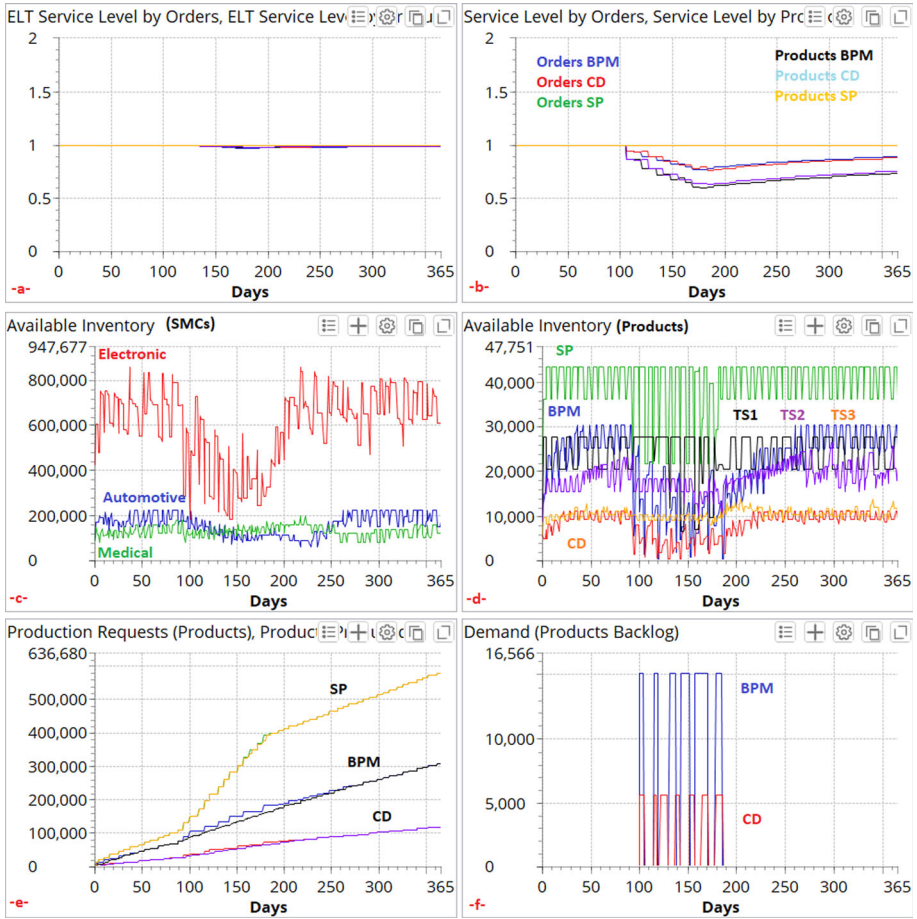 ELT Service Level by Orders, ELT Service Level
2
1.5
1
0.5
0
0 50 100 150 200 250 300 365
-a-
Days
Service Level by Orders, Service Level by
2
Orders BPM
Orders CD
Orders SP
Products BPM
Products CD
Products SP
1.5
1
0.5
0
0 50 100 150 200 250 300 365
-b-
Days
Available Inventory (SMCs)
947,677
Electronic
800,000
600,000
400,000
Automotive
200,000
Medical
0
0 50 100 150 200 250 300 365
-c-
Days
Available Inventory (Products)
47,751
SP
40,000
BPM
TS1 TS2 TS3
30,000
20,000
10,000
CD
0
0 50 100 150 200 250 300 365
-d-
Days
Production Requests (Products),
636,680
SP
500,000
400,000
BPM
300,000
200,000
CD
100,000
0
0 50 100 150 200 250 300 365
-e-
Days
Demand (Products Backlog)
16,566
BPM
10,000
5,000
CD
0
0 50 100 150 200 250 300 365
-f-
Days